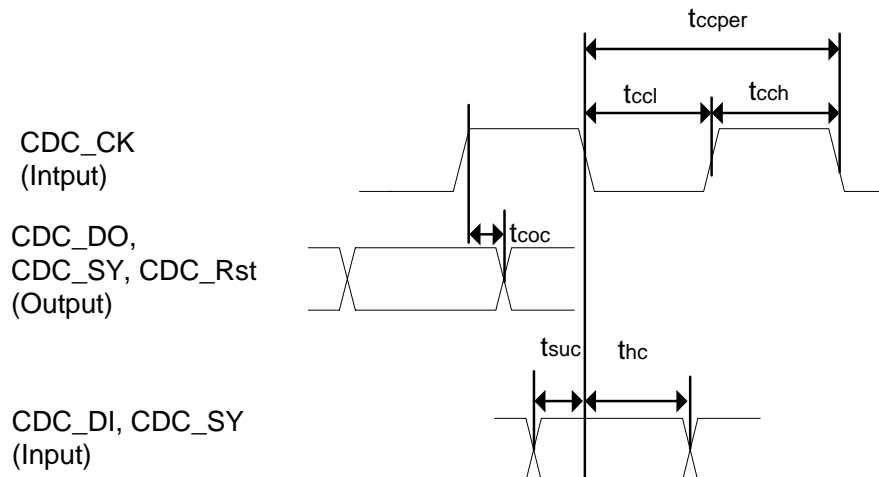 tccper
tccl
tcch
CDC_CK
(Intput)
CDC_DO,
tcoc
CDC_SY, CDC_Rst
(Output)
tsuc
thc
CDC_DI, CDC_SY
(Input)